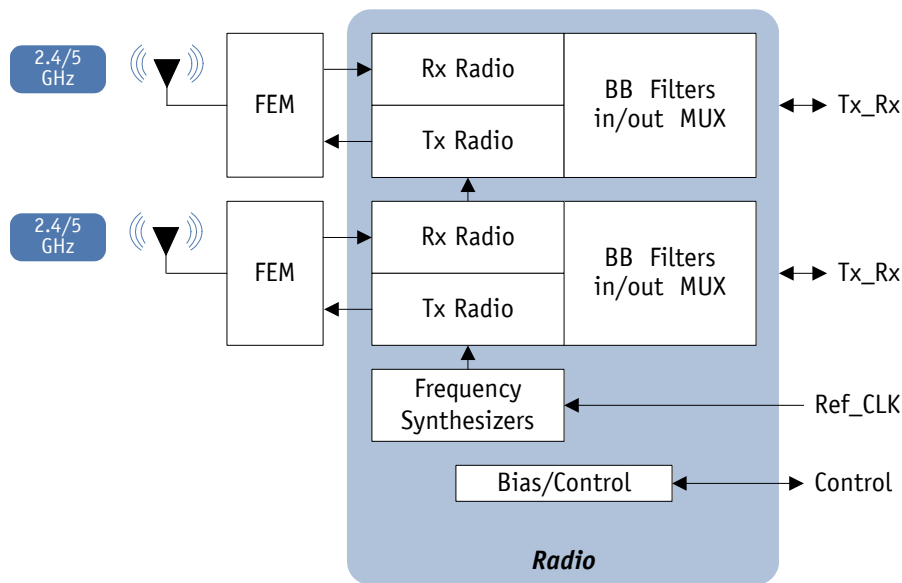 2.4/5
GHz
FEM
Rx Radio
Tx Radio
BB Filters
in/out MUX
Tx_Rx
2.4/5
GHz
FEM
Rx Radio
Tx Radio
BB Filters
in/out MUX
Tx_Rx
Frequency
Synthesizers
Ref_CLK
Bias/Control
Control
Radio